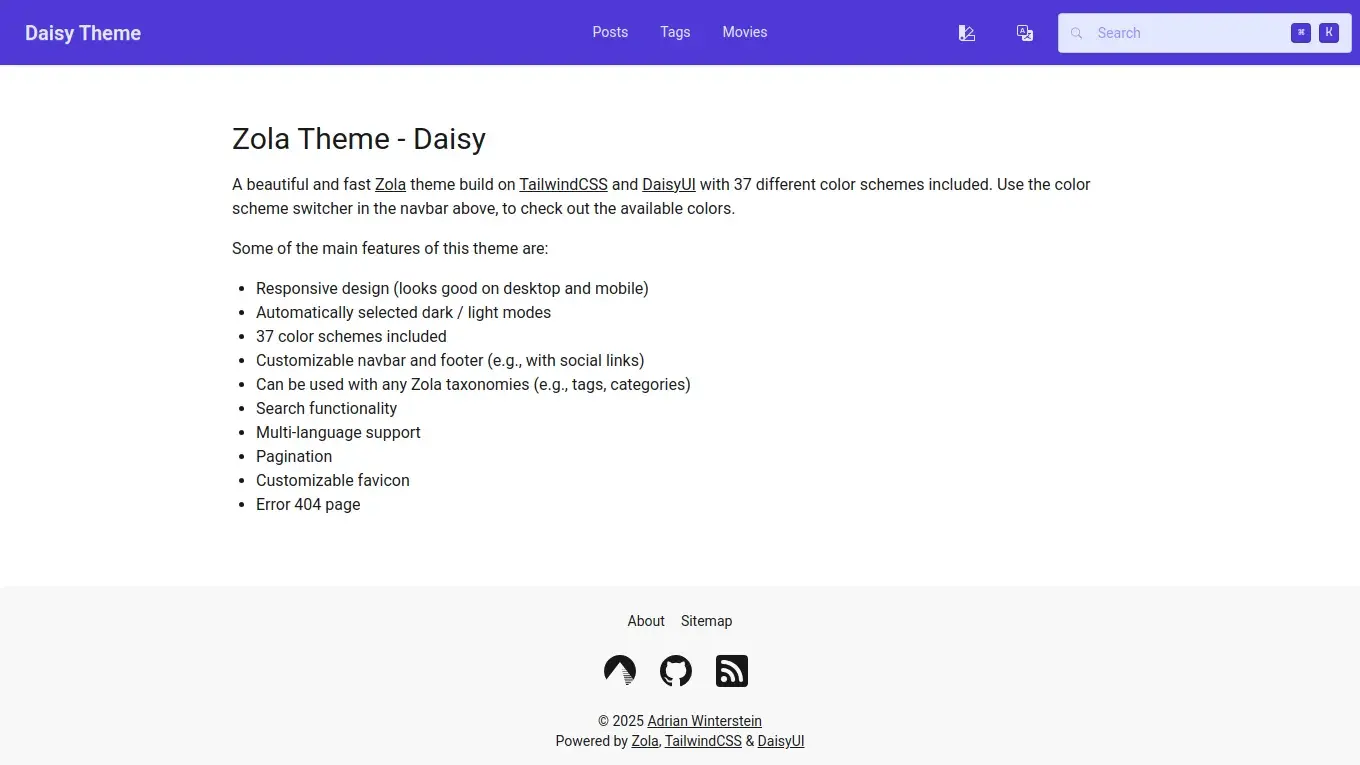 Daisy Theme
Posts Tags Movies
Search ⌘ K
Zola Theme - Daisy
A beautiful and fast Zola theme build on TailwindCSS and DaisyUI with 37 different color schemes included. Use the color
scheme switcher in the navbar above, to check out the available colors.
Some of the main features of this theme are:
• Responsive design (looks good on desktop and mobile)
• Automatically selected dark / light modes
• 37 color schemes included
• Customizable navbar and footer (e.g., with social links)
• Can be used with any Zola taxonomies (e.g., tags, categories)
• Search functionality
• Multi-language support
• Pagination
• Customizable favicon
• Error 404 page
About Sitemap
© 2025 Adrian Winterstein
Powered by Zola, TailwindCSS & DaisyUI